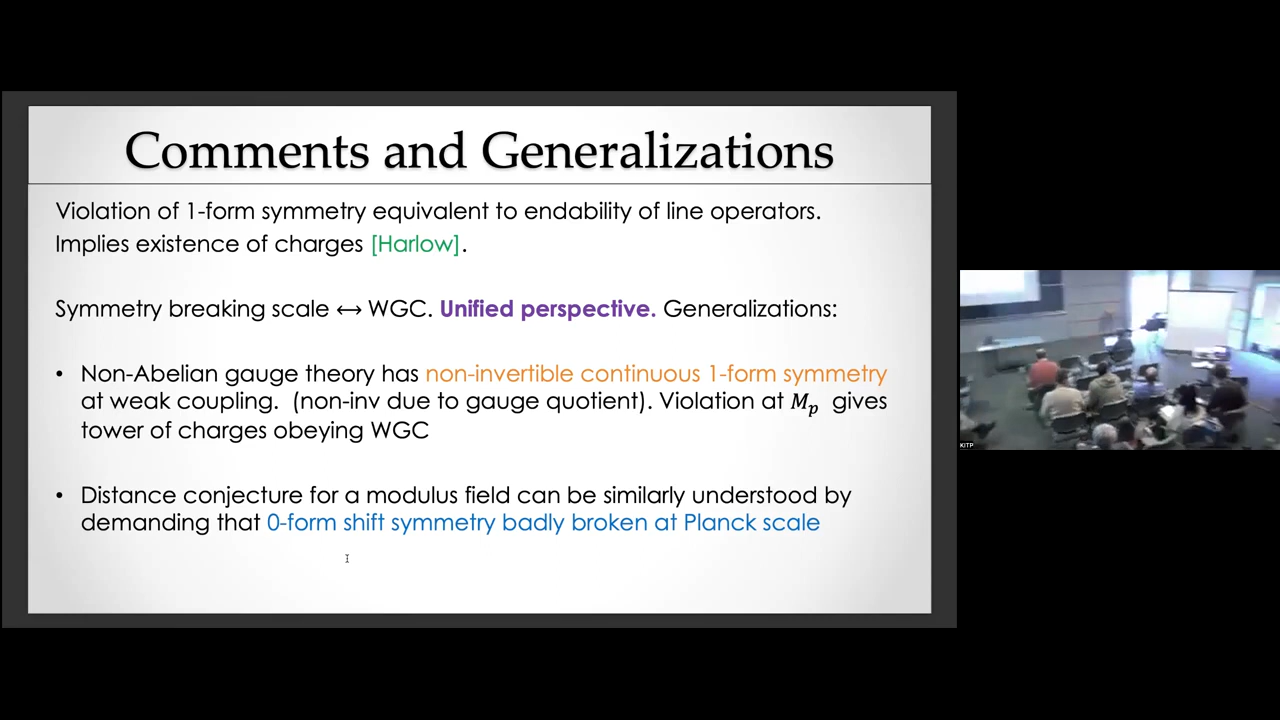 Comments and Generalizations
Violation of 1-form symmetry equivalent to endability of line operators.
Implies existence of charges [Harlow].
Symmetry breaking scale ↔ WGC. Unified perspective. Generalizations:
• Non-Abelian gauge theory has non-invertible continuous 1-form symmetry
at weak coupling. (non-inv due to gauge quotient). Violation at M_p gives
tower of charges obeying WGC
• Distance conjecture for a modulus field can be similarly understood by
demanding that 0-form shift symmetry badly broken at Planck scale
KITP